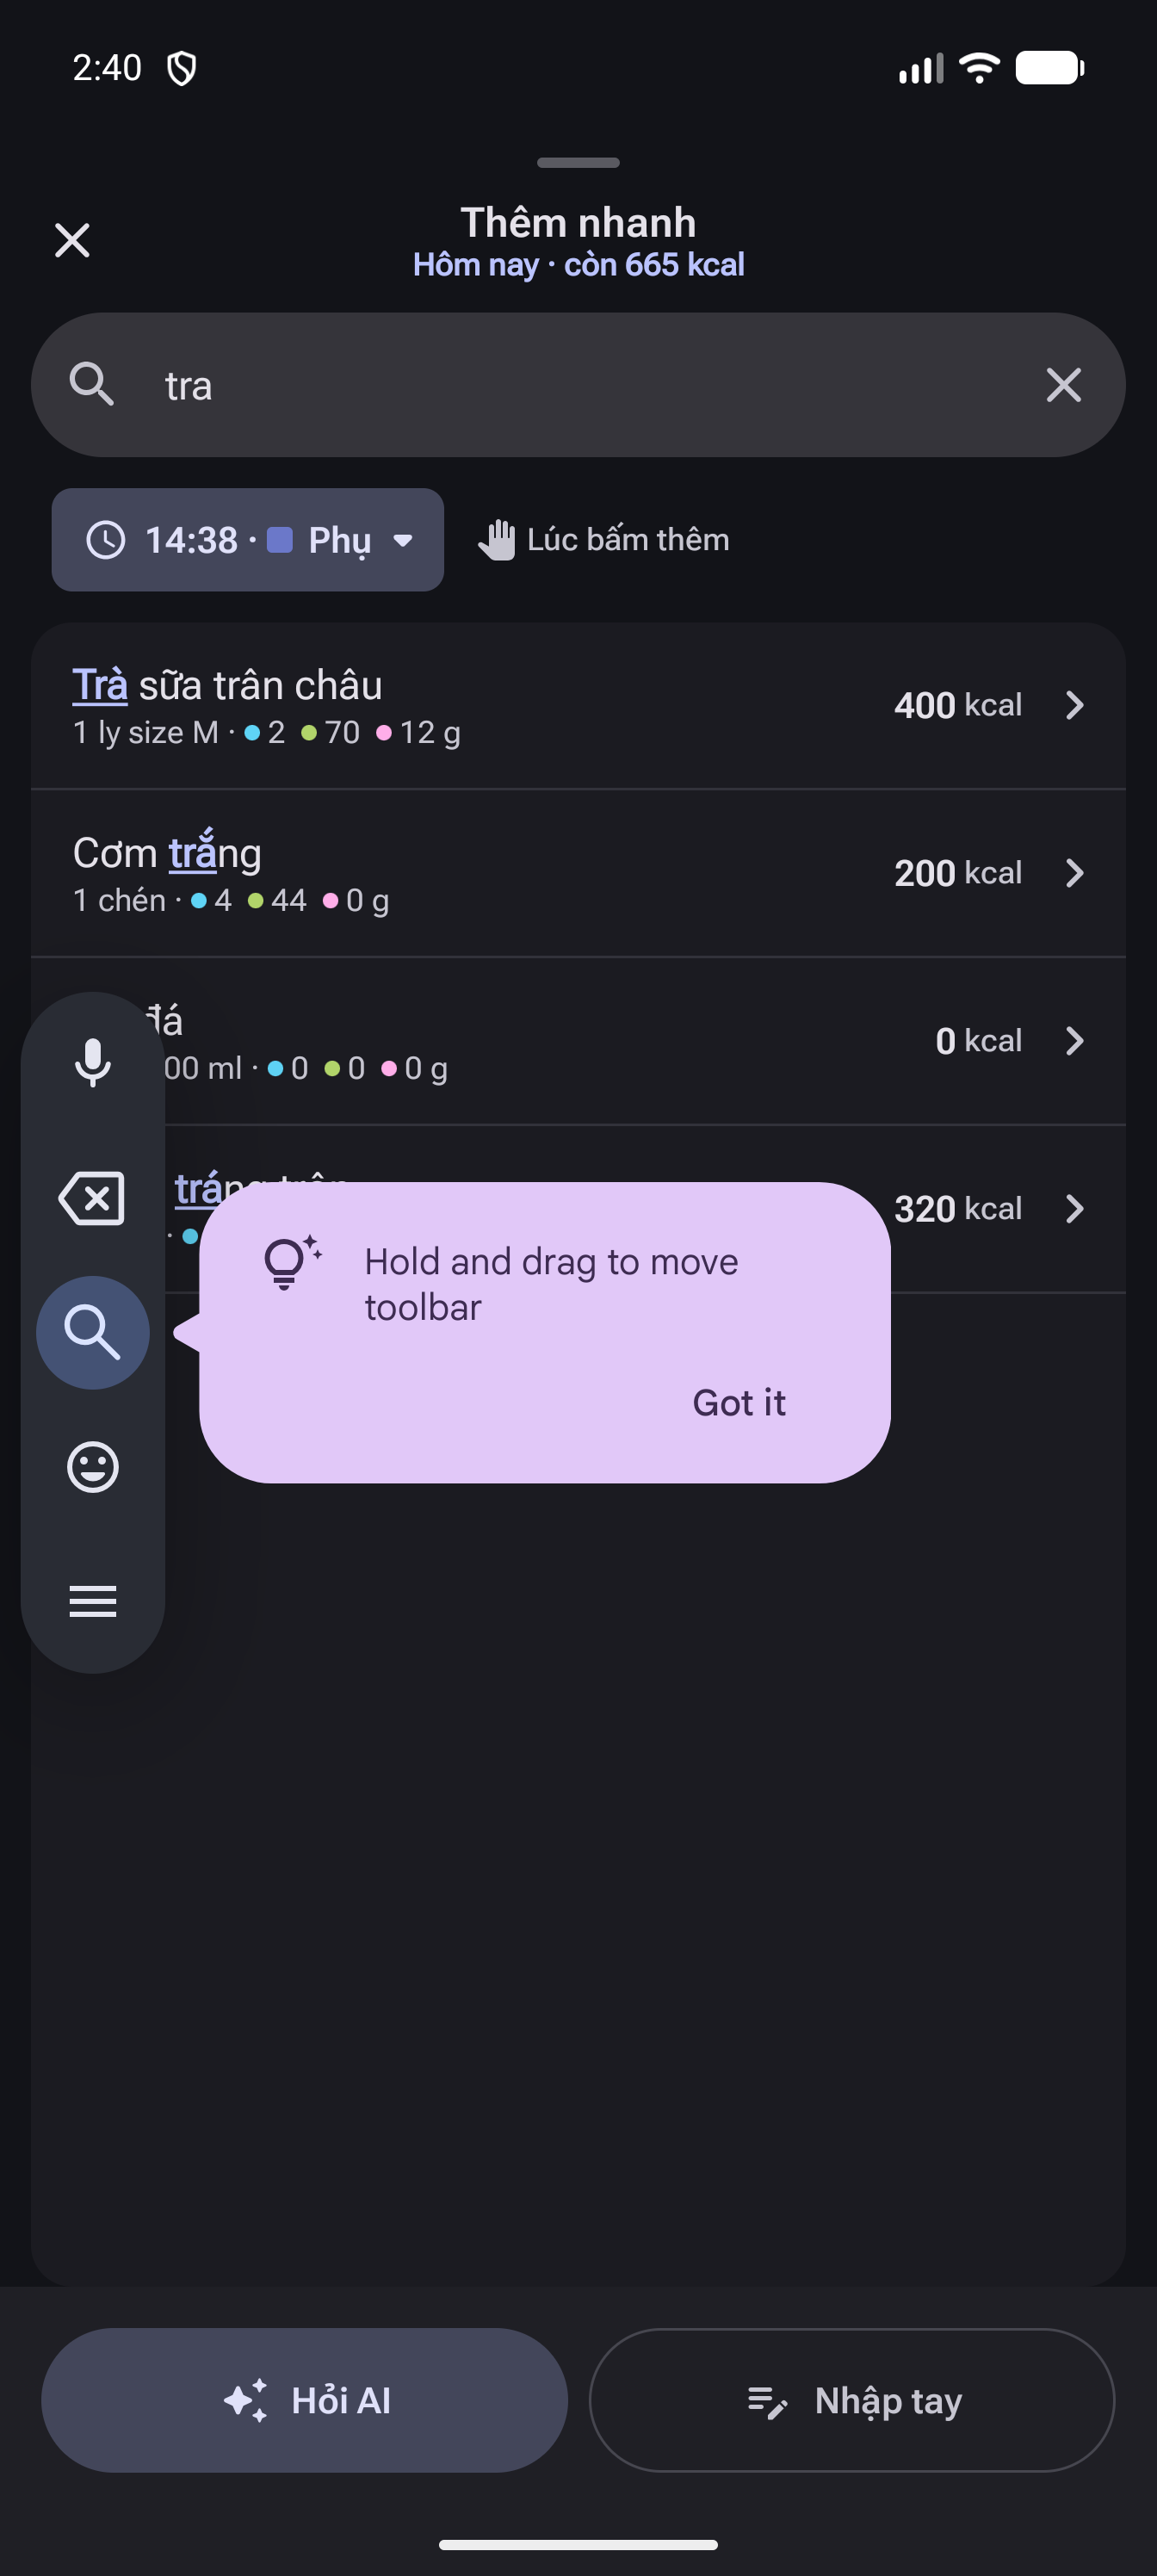 2:40
Thêm nhanh
Hôm nay · còn 665 kcal
tra
14:38 · Phụ
Lúc bấm thêm
Trà sữa trân châu
1 ly size M · 2 70 12 g
400 kcal
Cơm trắng
1 chén · 4 44 0 g
200 kcal
đá
00 ml · 0 0 0 g
0 kcal
320 kcal
Hold and drag to move
toolbar
Got it
Hỏi AI
Nhập tay